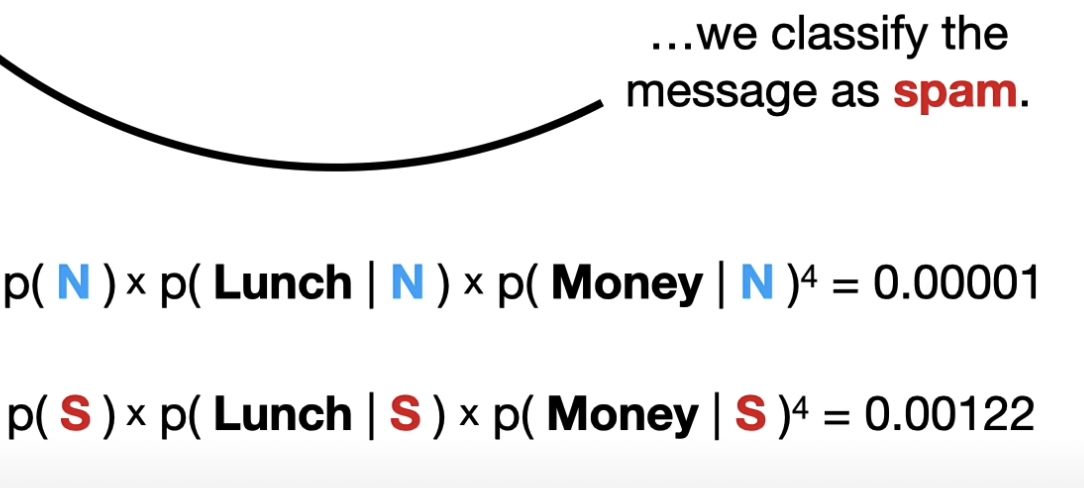 ...we classify the
message as spam.
p( N ) x p( Lunch | N ) x p( Money | N )⁴ = 0.00001
p( S ) x p( Lunch | S ) x p( Money | S )⁴ = 0.00122